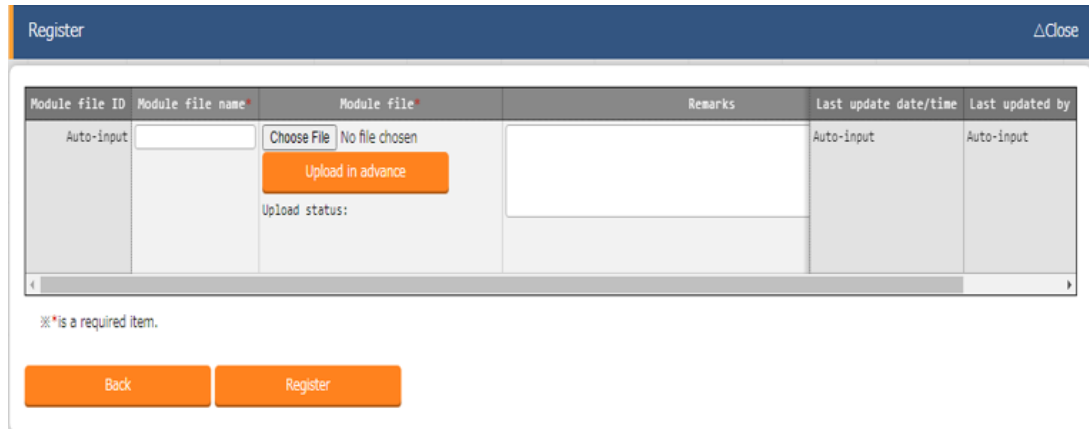 Register
△Close
Module file ID Module file name* Module file* Remarks Last update date/time Last updated by
Auto-input Choose File No file chosen Auto-input Auto-input
Upload in advance
Upload status:
※*is a required item.
Back Register